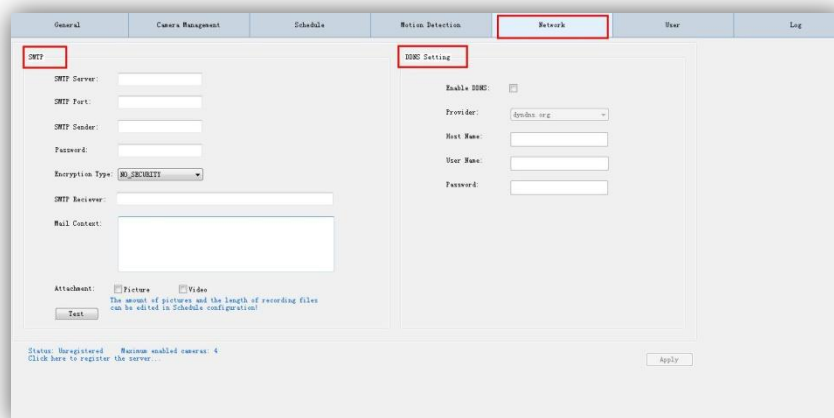 General Camera Management Schedule Motion Detection Network User Log
SMTP
SMTP Server:
SMTP Port:
SMTP Sender:
Password:
Encryption Type: NO_SECURITY
SMTP Reciever:
Mail Context:
Attachment: Picture Video
The amount of pictures and the length of recording files
can be edited in Schedule configuration!
Test
DDNS Setting
Enable DDNS:
Provider: dyndns.org
Host Name:
User Name:
Password:
Status: Unregistered Maximum enabled cameras: 4
Click here to register the server...
Apply